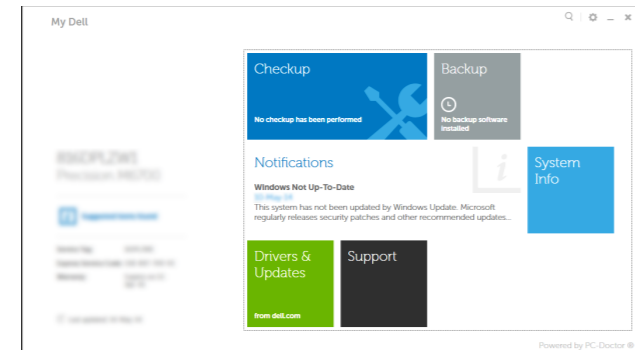 My Dell
Checkup
No checkup has been performed
Backup
No backup software
installed
Notifications
Windows Not Up-To-Date
This system has not been updated by Windows Update. Microsoft
regularly releases security patches and other recommended updates...
System
Info
Drivers &
Updates
from dell.com
Support
Powered by PC-Doctor ®